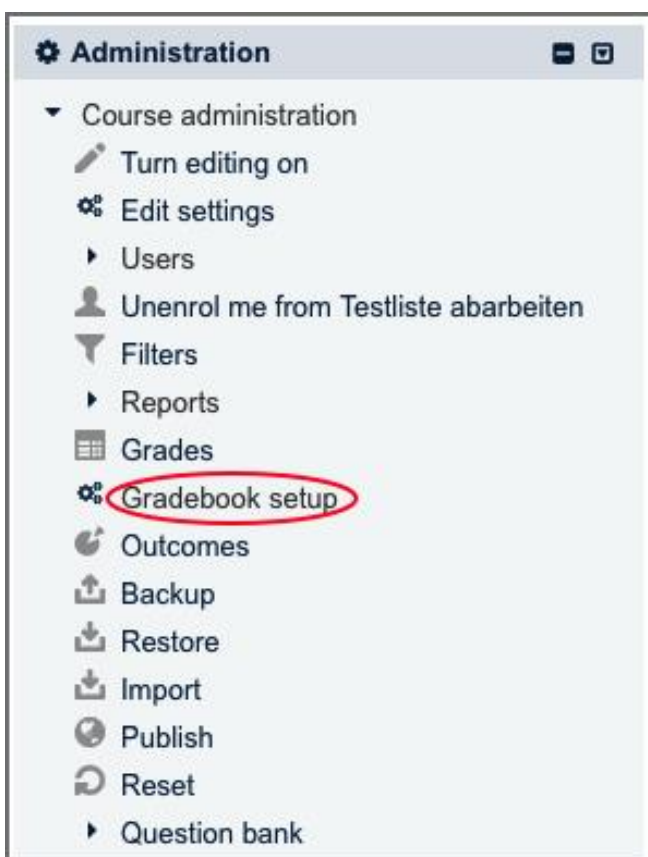 Administration
Course administration
Turn editing on
Edit settings
Users
Unenrol me from Testliste abarbeiten
Filters
Reports
Grades
Gradebook setup
Outcomes
Backup
Restore
Import
Publish
Reset
Question bank